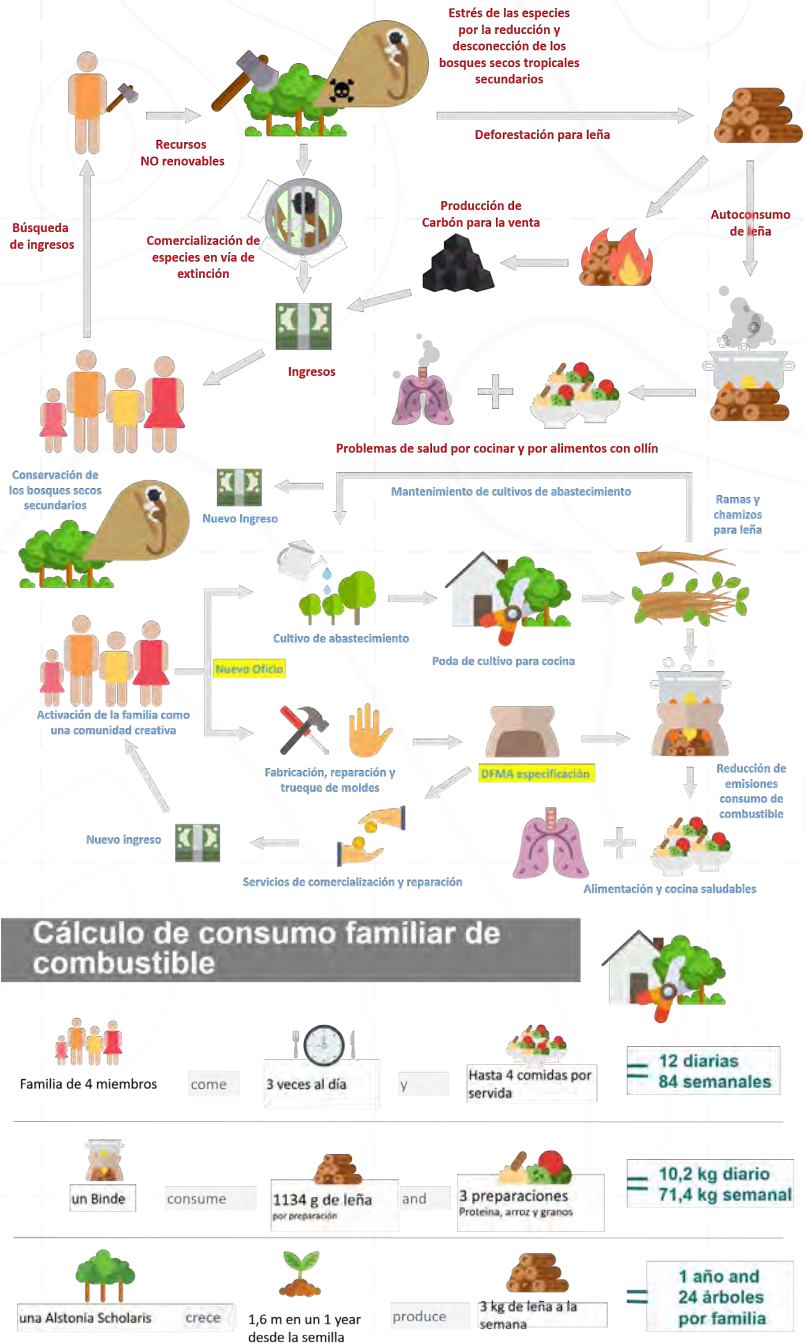 Estrés de las especies
por la reducción y
desconección de los
bosques secos tropicales
secundarios
Recursos
NO renovables
Deforestación para leña
Búsqueda
de ingresos
Comercialización de
especies en vía de
extinción
Producción de
Carbón para la venta
Autoconsumo
de leña
Ingresos
Problemas de salud por cocinar y por alimentos con ollín
Conservación de
los bosques secos
secundarios
Nuevo Ingreso
Mantenimiento de cultivos de abastecimiento
Ramas y
chamizos
para leña
Cultivo de abastecimiento
Poda de cultivo para cocina
Nuevo Oficio
Activación de la familia como
una comunidad creativa
Fabricación, reparación y
trueque de moldes
DFMA especificación
Reducción de
emisiones
consumo de
combustible
Nuevo ingreso
Servicios de comercialización y reparación
Alimentación y cocina saludables
Cálculo de consumo familiar de
combustible
Familia de 4 miembros
come
3 veces al día
y
Hasta 4 comidas por
servida
= 12 diarias
84 semanales
un Binde
consume
1134 g de leña
por preparación
and
3 preparaciones
Proteina, arroz y granos
= 10,2 kg diario
71,4 kg semanal
una Alstonia Scholaris
crece
1,6 m en un 1 year
desde la semilla
produce
3 kg de leña a la
semana
= 1 año and
24 árboles
por familia